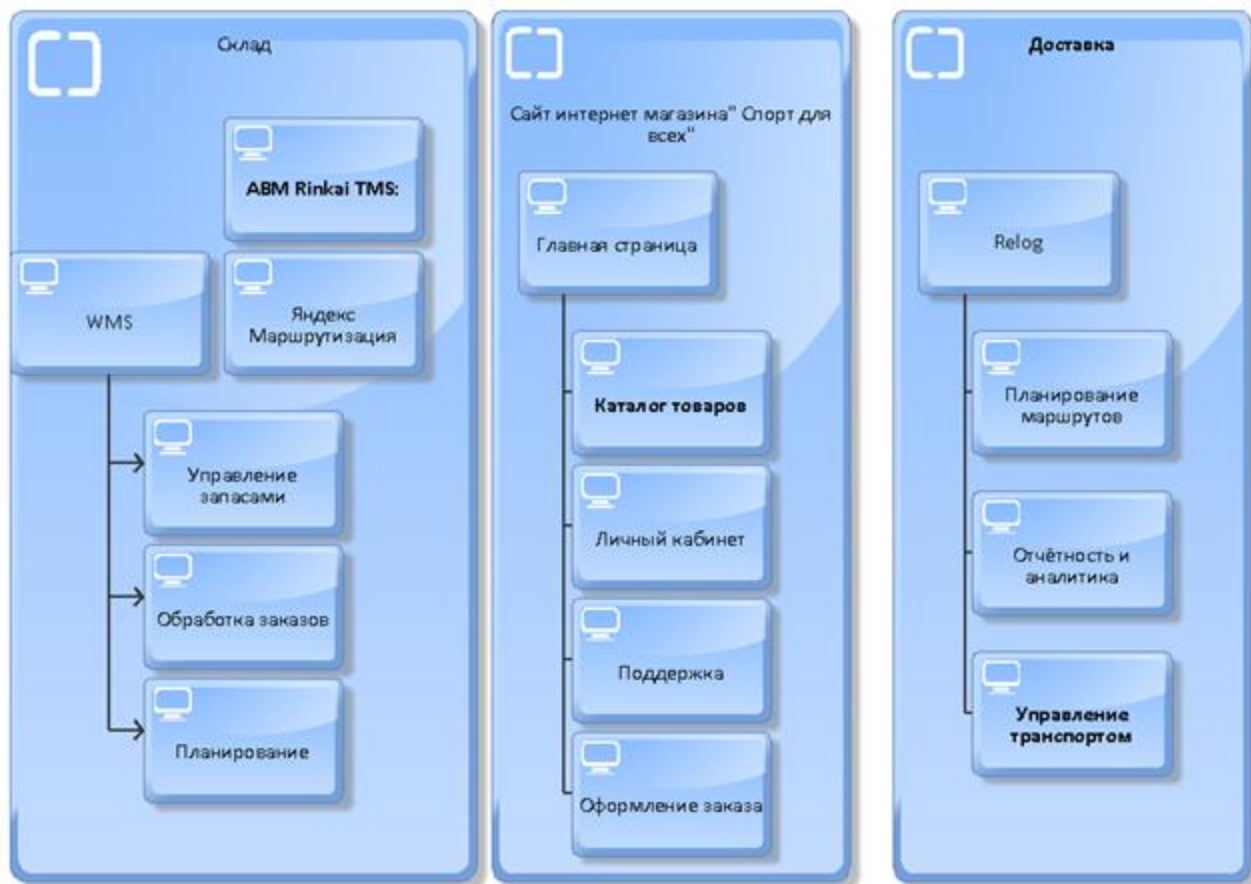 Склад
ABM Rinkai TMS:
WMS
Яндекс
Маршрутизация
Управление
запасами
Обработка заказов
Планирование
Сайт интернет магазина" Спорт для
всех"
Главная страница
Каталог товаров
Личный кабинет
Поддержка
Оформление заказа
Доставка
Relog
Планирование
маршрутов
Отчётность и
аналитика
Управление
транспортом